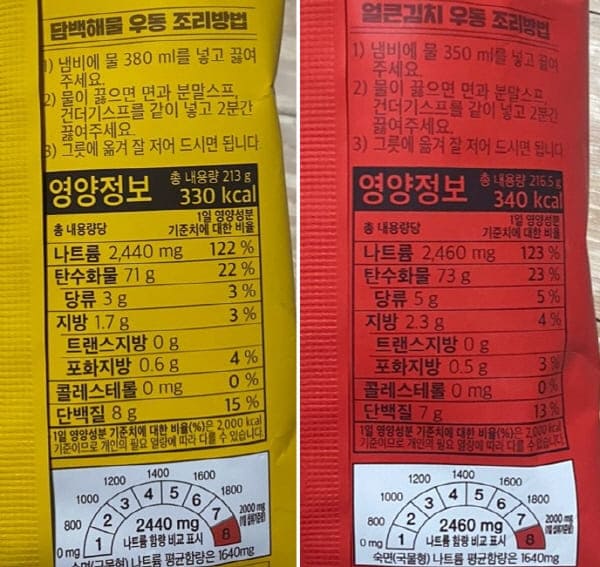 담백해물 우동 조리방법
1) 냄비에 물 380 ml를 넣고 끓여
주세요.
2) 물이 끓으면 면과 분말스프,
건더기스프를 같이 넣고 2분간
끓여주세요.
3) 그릇에 옮겨 잘 저어 드시면 됩니다.
영양정보
총 내용량 213 g
330 kcal
총 내용량당
1일 영양성분
기준치에 대한 비율
나트륨 2,440 mg 122 %
탄수화물 71 g 22 %
당류 3 g 3 %
지방 1.7 g 3 %
트랜스지방 0 g
포화지방 0.6 g 4 %
콜레스테롤 0 mg 0 %
단백질 8 g 15 %
1일 영양성분 기준치에 대한 비율(%)은 2,000 kcal
기준이므로 개인의 필요 열량에 따라 다를 수 있습니다.
0 mg 800 1000 1200 1400 1600 1800 2000 mg
1 2 3 4 5 6 7 8
2440 mg
나트륨 함량 비교 표시
숙면(국물형) 나트륨 평균함량은 1640mg
얼큰김치 우동 조리방법
1) 냄비에 물 350 ml를 넣고 끓여
주세요.
2) 물이 끓으면 면과 분말스프,
건더기스프를 같이 넣고 2분간
끓여주세요.
3) 그릇에 옮겨 잘 저어 드시면 됩니다
영양정보
총 내용량 216.5 g
340 kcal
총 내용량당
1일 영양성분
기준치에 대한 비율
나트륨 2,460 mg 123 %
탄수화물 73 g 23 %
당류 5 g 5 %
지방 2.3 g 4 %
트랜스지방 0 g
포화지방 0.5 g 3 %
콜레스테롤 0 mg 0 %
단백질 7 g 13 %
1일 영양성분 기준치에 대한 비율(%)은 2,000 kcal
기준이므로 개인의 필요 열량에 따라 다를 수 있습니다.
0 mg 800 1000 1200 1400 1600 1800 2000 mg
1 2 3 4 5 6 7 8
2460 mg
나트륨 함량 비교 표시
숙면(국물형) 나트륨 평균함량은 1640mg